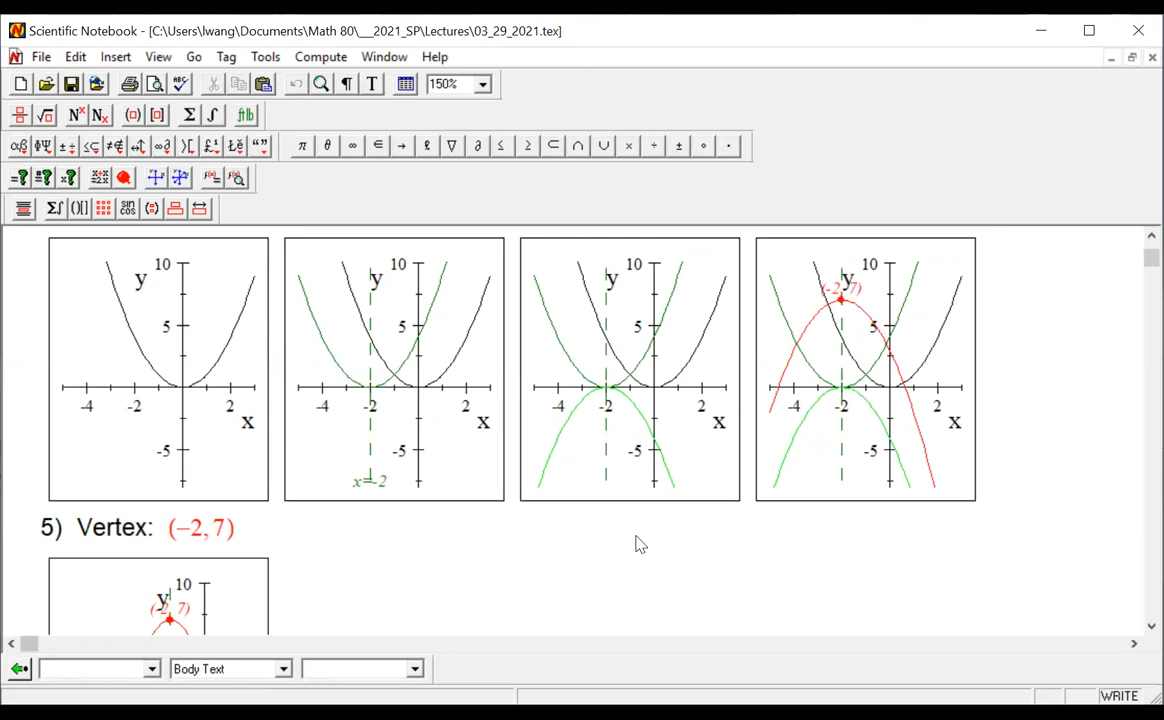 Scientific Notebook - [C:\Users\lwang\Documents\Math 80\__2021_SP\Lectures\03_29_2021.tex]
File Edit Insert View Go Tag Tools Compute Window Help
150%
π θ ∞ ∈ → ℓ ∇ ∂ ≤ ≥ ⊂ ∩ ∪ × ÷ ± ∘ ·
y 10 5 -4 -2 2 x -5
y 10 5 -4 -2 2 x -5 x=-2
y 10 5 -4 -2 2 x -5
y 10 (-2, 7) 5 -4 -2 2 x -5
5) Vertex: (−2, 7)
y 10
(-2, 7)
Body Text
WRITE